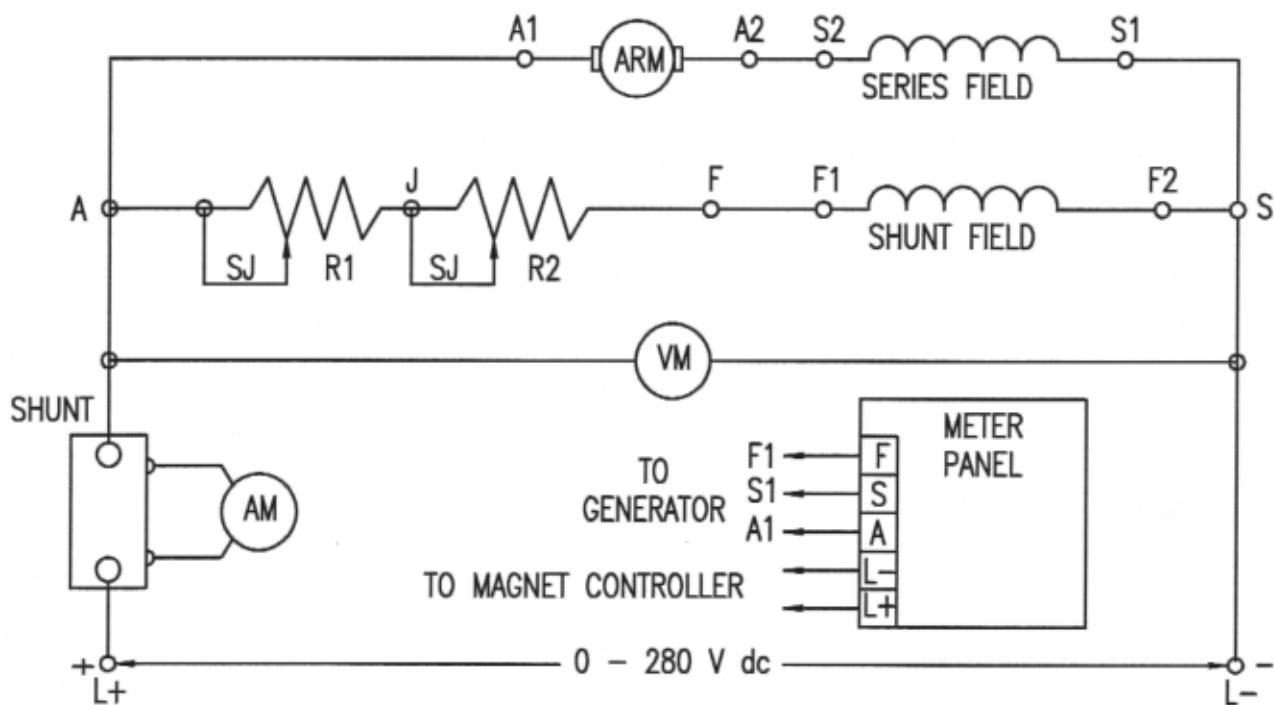 A1
ARM
A2
S2
S1
SERIES FIELD
A
J
F
F1
F2
S
SJ
R1
SJ
R2
SHUNT FIELD
VM
SHUNT
AM
METER
PANEL
TO
GENERATOR
F1
S1
A1
F
S
A
L-
L+
TO MAGNET CONTROLLER
+
0 - 280 V dc
-
L+
L-